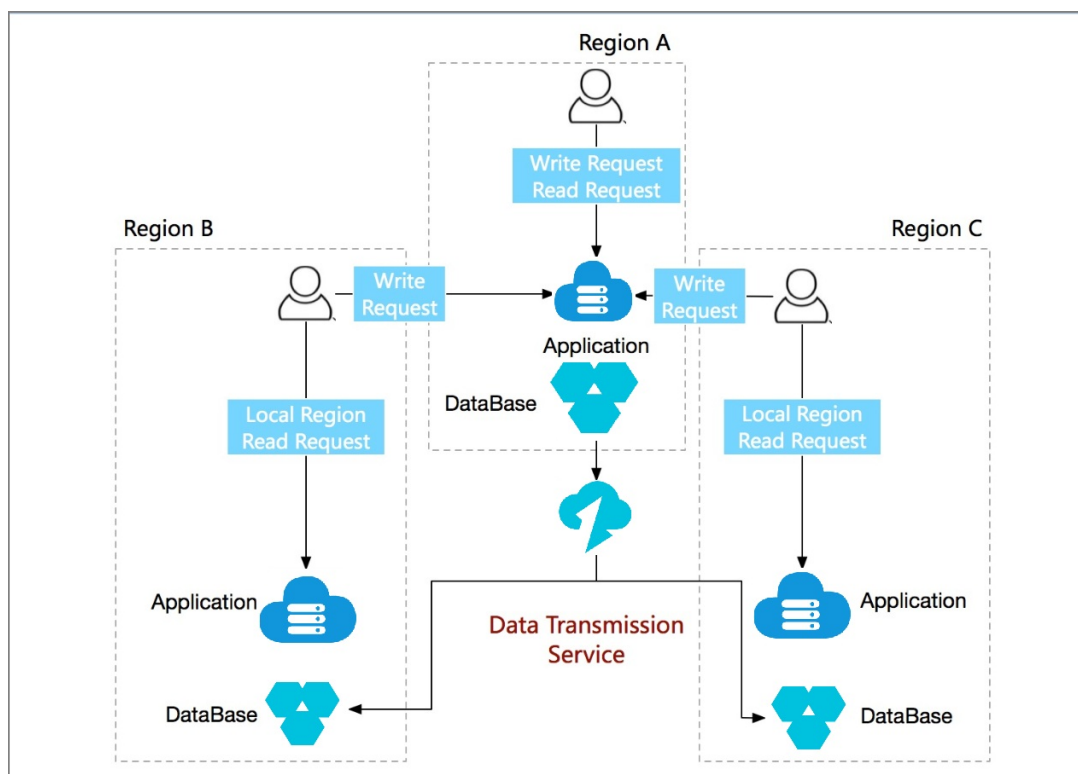 Region A
Write Request
Read Request
Region B
Region C
Write
Request
Write
Request
Application
DataBase
Local Region
Read Request
Local Region
Read Request
Application
Application
Data Transmission
Service
DataBase
DataBase